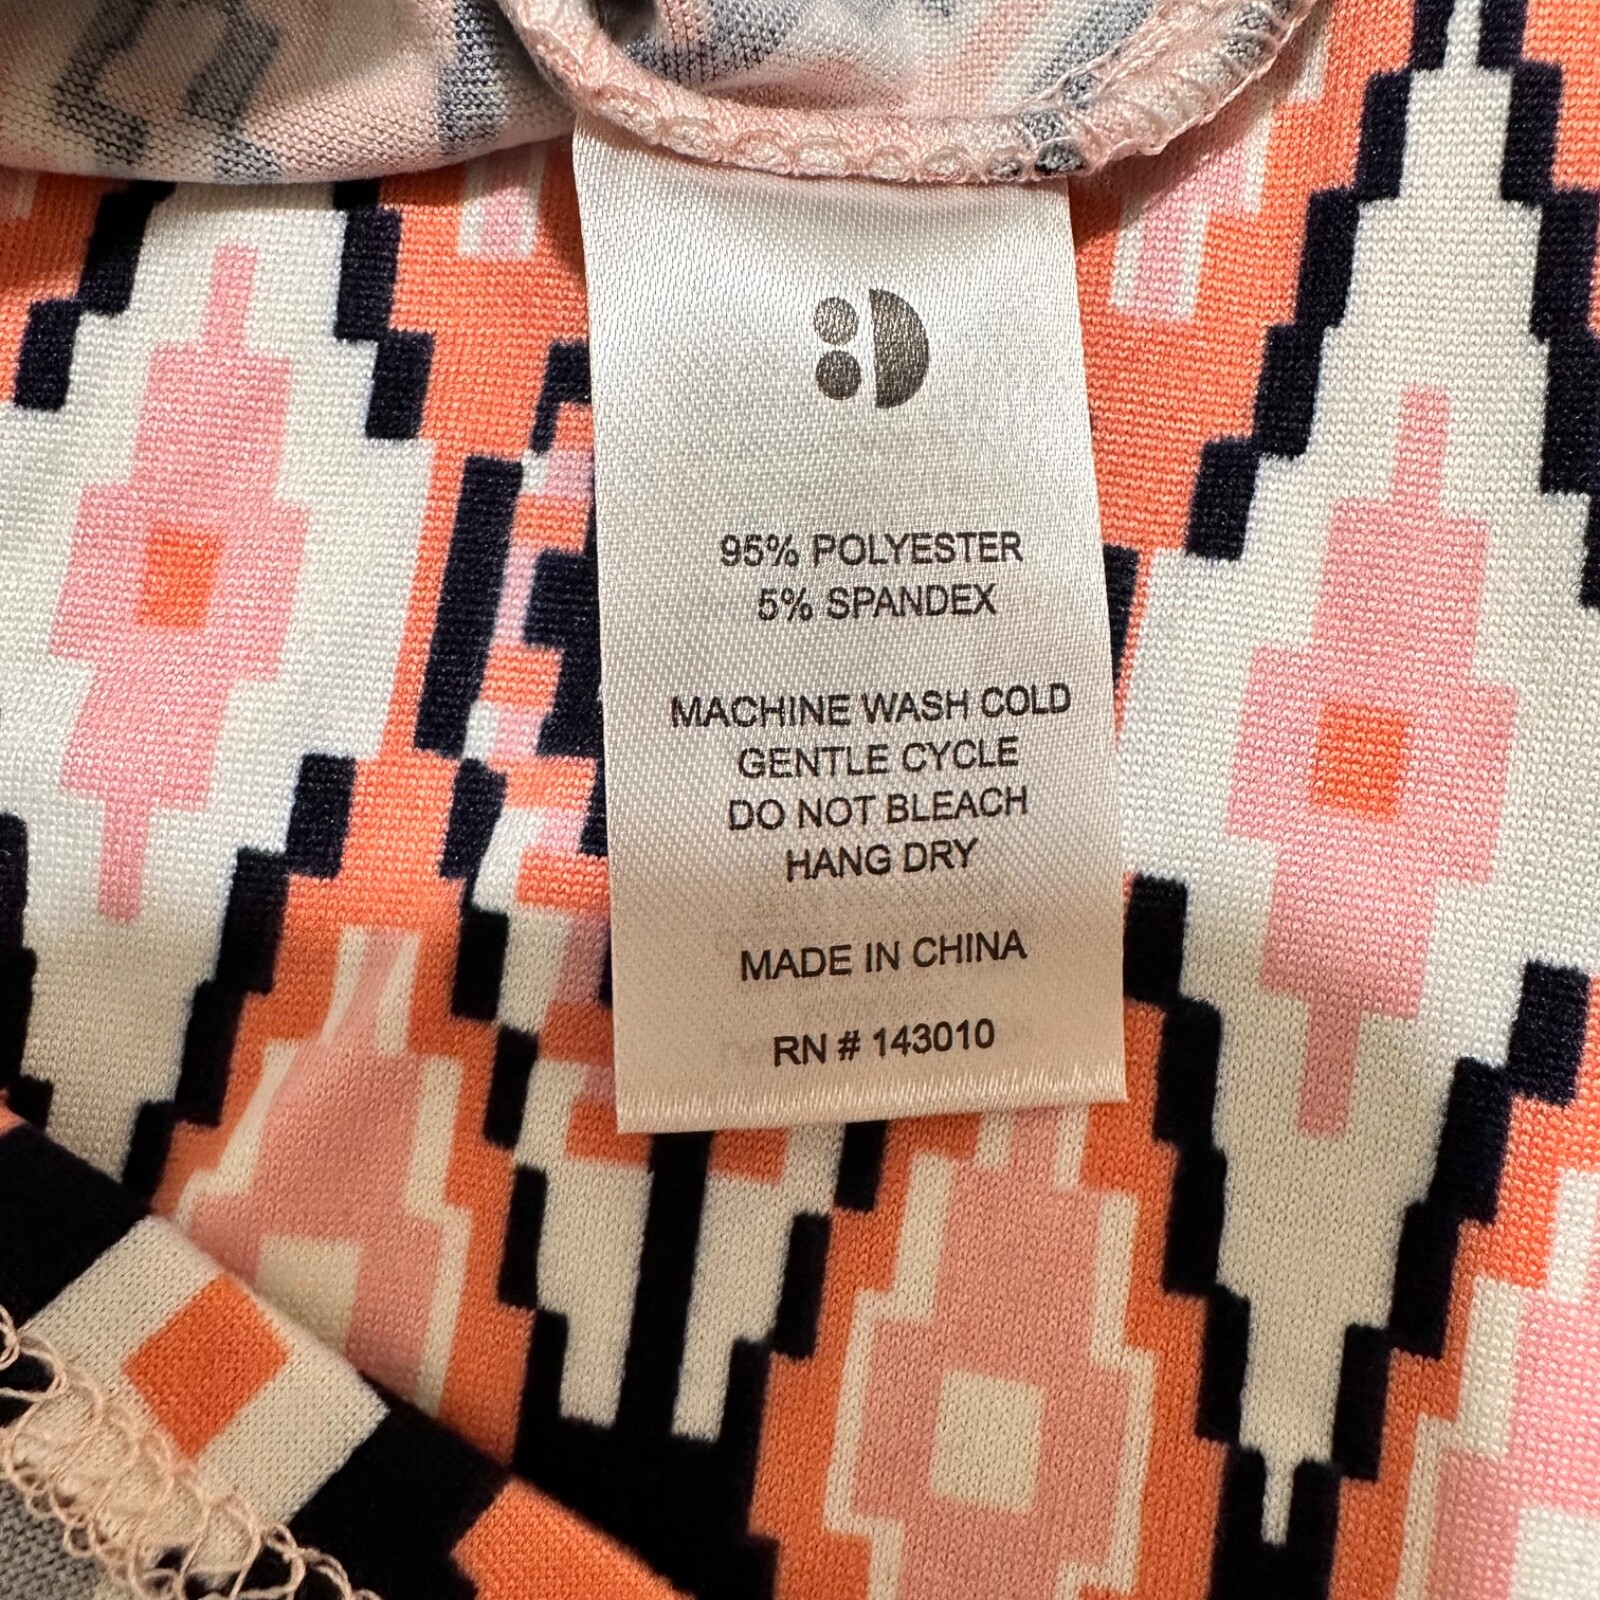 95% POLYESTER
5% SPANDEX
MACHINE WASH COLD
GENTLE CYCLE
DO NOT BLEACH
HANG DRY
MADE IN CHINA
RN # 143010